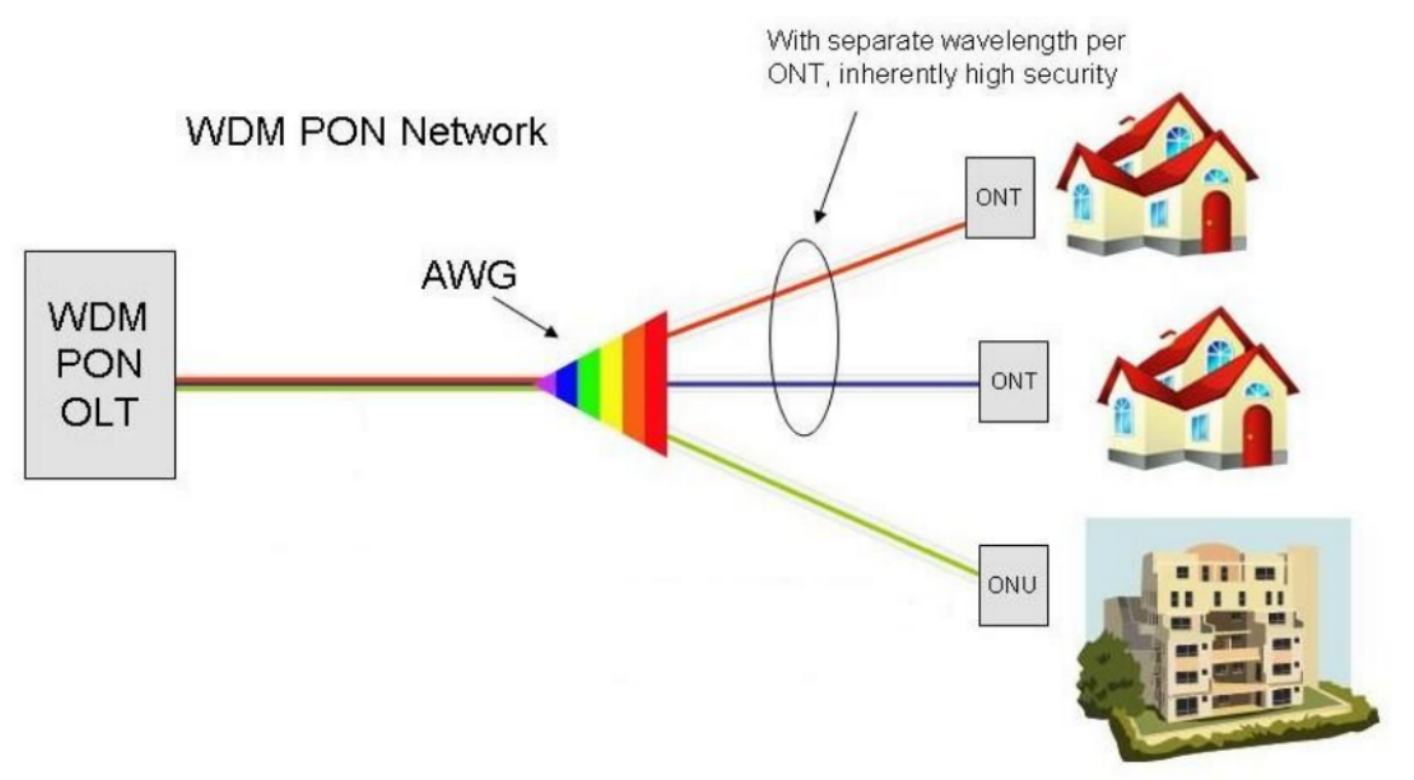 With separate wavelength per
ONT, inherently high security
WDM PON Network
ONT
AWG
WDM
PON
OLT
ONT
ONU